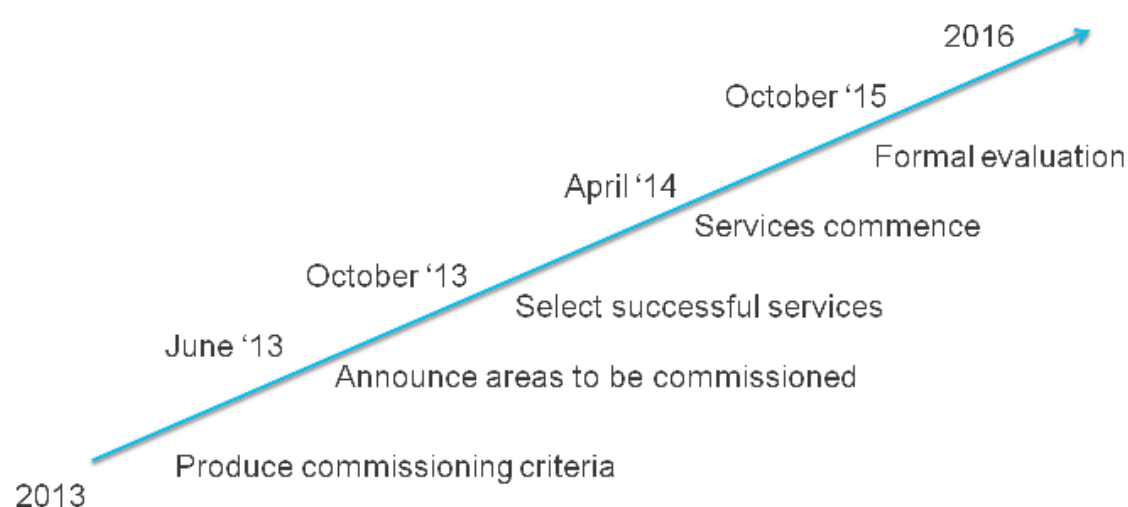 2016
October ‘15
Formal evaluation
April ‘14
Services commence
October ‘13
Select successful services
June ‘13
Announce areas to be commissioned
Produce commissioning criteria
2013